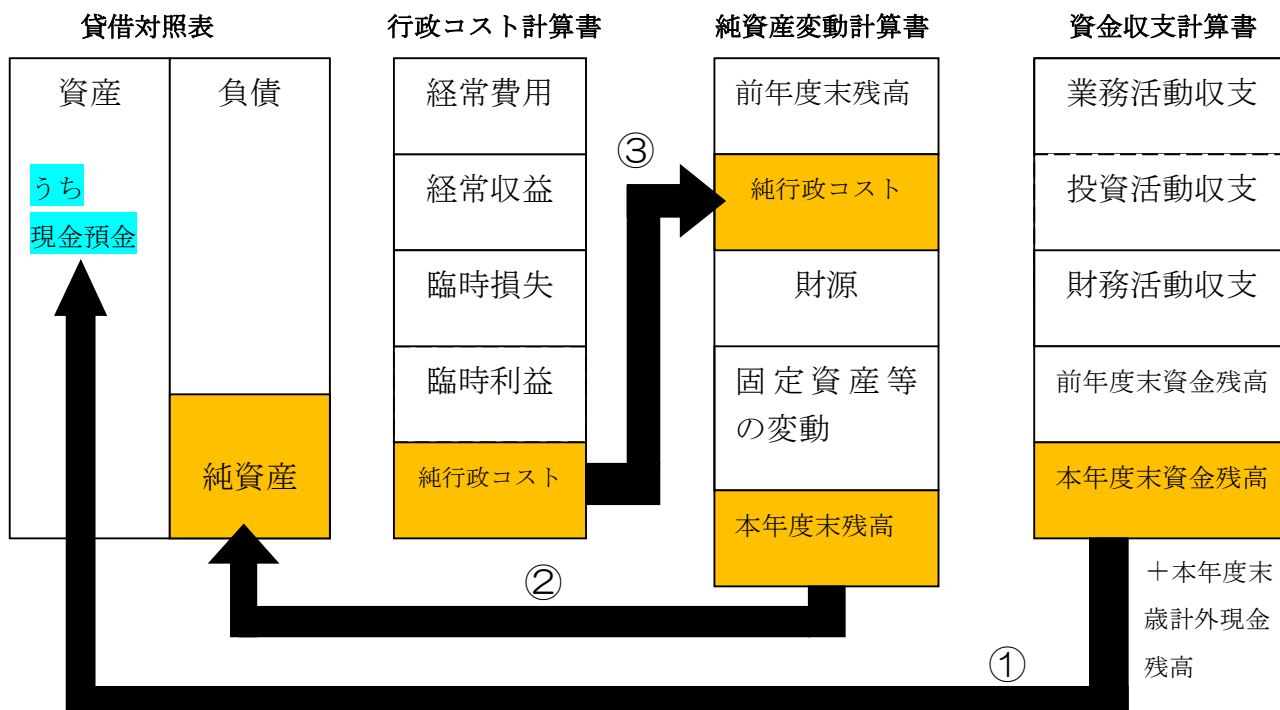 貸借対照表
資産
負債
うち
現金預金
純資産
行政コスト計算書
経常費用
経常収益
臨時損失
臨時利益
純行政コスト
純資産変動計算書
前年度末残高
純行政コスト
財源
固定資産等
の変動
本年度末残高
資金収支計算書
業務活動収支
投資活動収支
財務活動収支
前年度末資金残高
本年度末資金残高
＋本年度末
歳計外現金
残高
③
②
①